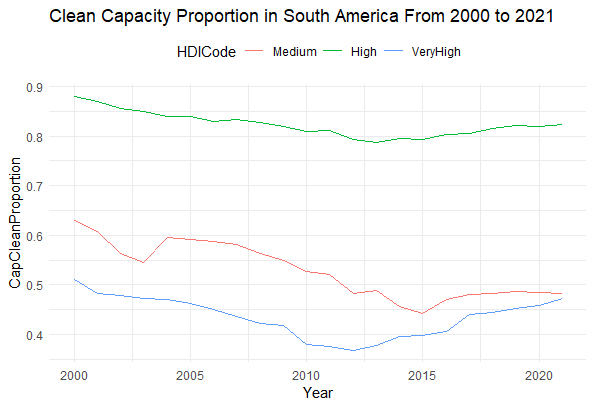 Clean Capacity Proportion in South America From 2000 to 2021
HDICode Medium High VeryHigh
0.9
0.8
0.7
0.6
0.5
0.4
CapCleanProportion
2000 2005 2010 2015 2020
Year